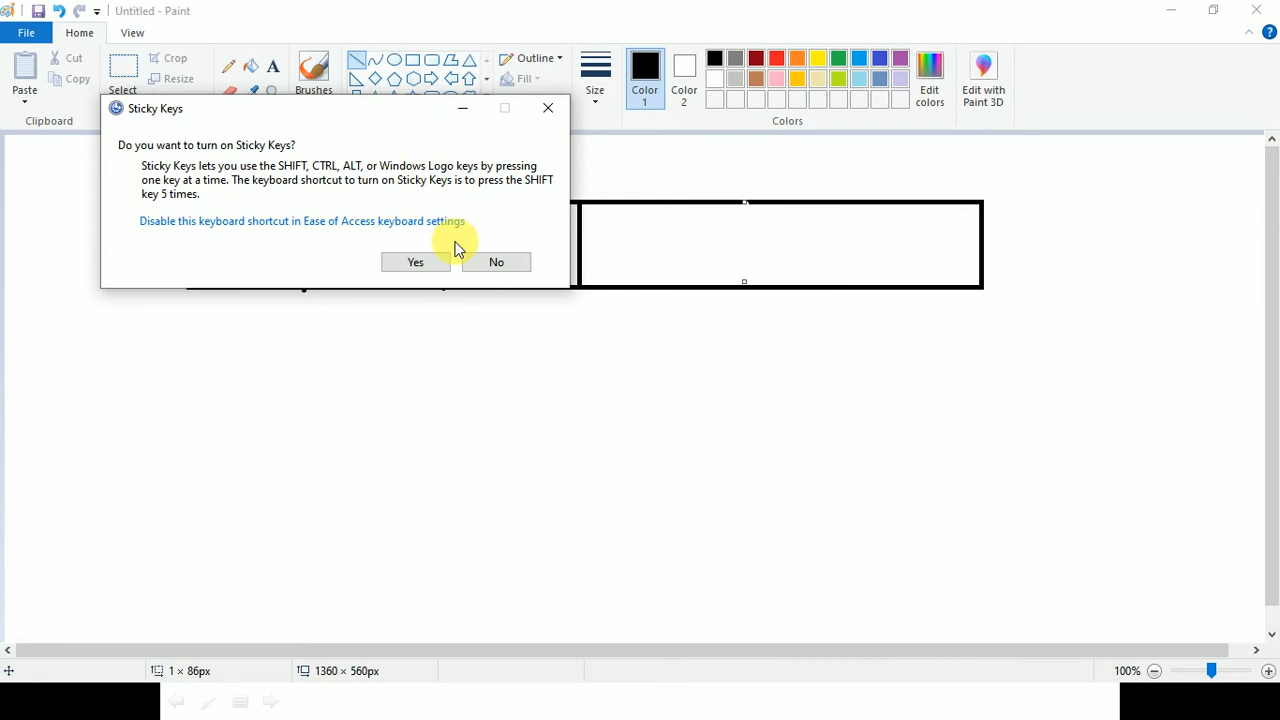 Untitled - Paint
File
Home
View
Paste
Cut
Copy
Clipboard
Select
Crop
Resize
A
Brushes
Outline
Fill
Size
Color
1
Color
2
Edit
colors
Edit with
Paint 3D
Colors
Sticky Keys
Do you want to turn on Sticky Keys?
Sticky Keys lets you use the SHIFT, CTRL, ALT, or Windows Logo keys by pressing
one key at a time. The keyboard shortcut to turn on Sticky Keys is to press the SHIFT
key 5 times.
Disable this keyboard shortcut in Ease of Access keyboard settings
Yes
No
1 × 86px
1360 × 560px
100%